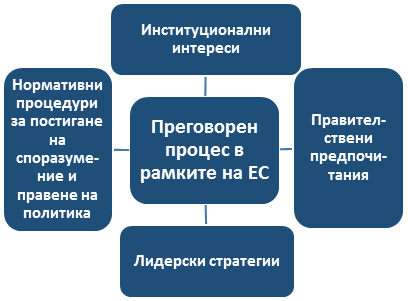 Институционални
интереси
Нормативни
процедури
за постигане
на
споразуме-
ние и
правене на
политика
Преговорен
процес в
рамките на ЕС
Правител-
ствени
предпочи-
тания
Лидерски стратегии